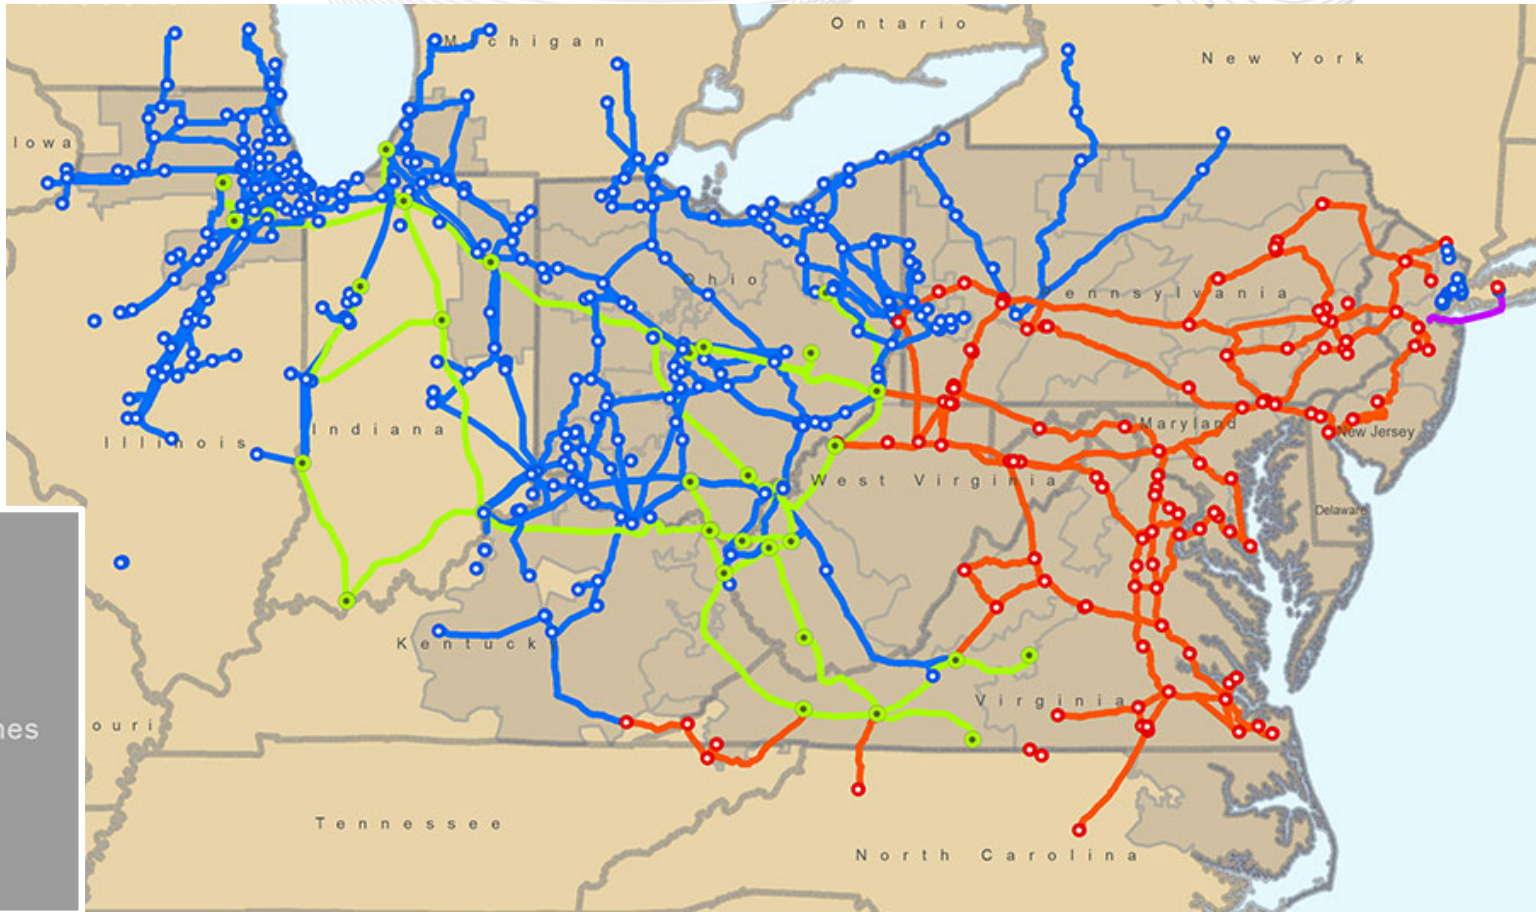 Ontario
Michigan
New York
Iowa
Ohio
Pennsylvania
Illinois
Indiana
Maryland
New Jersey
West Virginia
Delaware
Kentuck
Virginia
ouri
nes
Tennessee
North Carolina